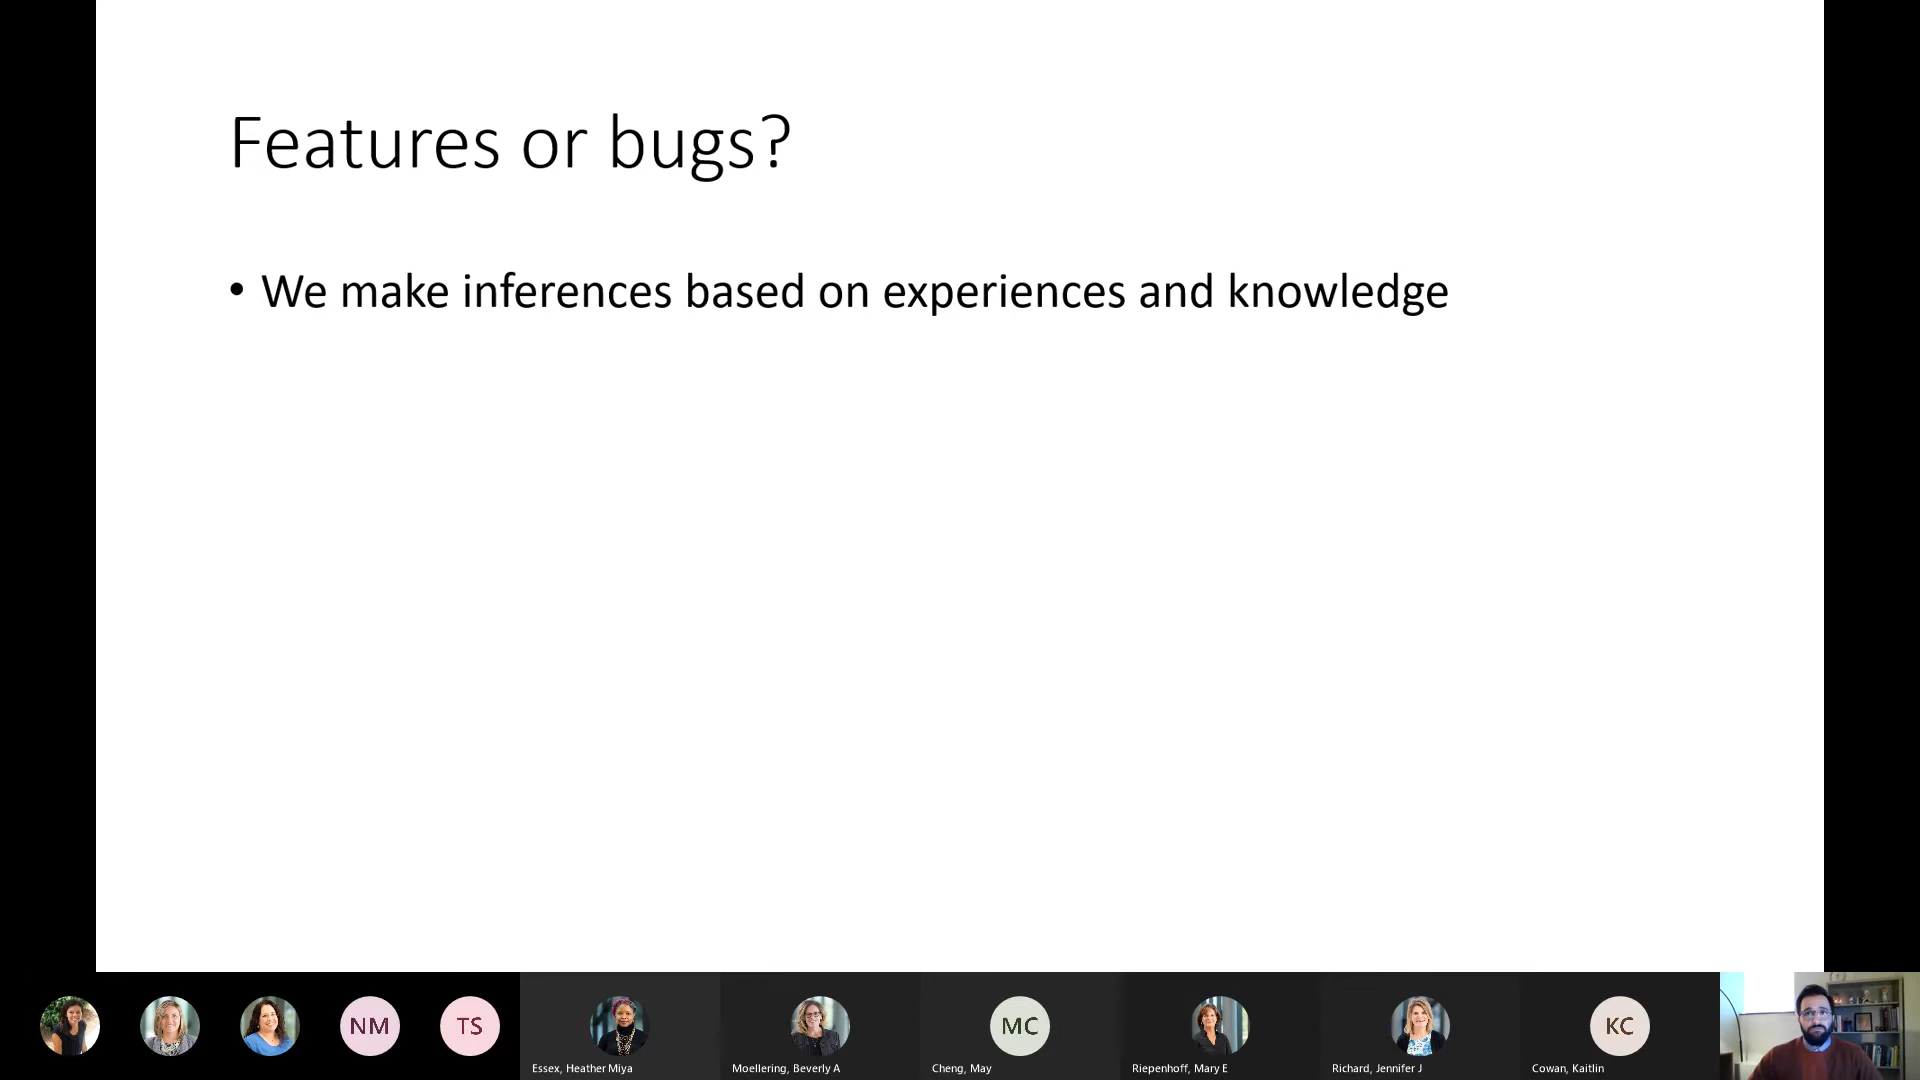 Features or bugs?
• We make inferences based on experiences and knowledge
NM
TS
Essex, Heather Miya
Moellering, Beverly A
MC
Cheng, May
Riepenhoff, Mary E
Richard, Jennifer J
KC
Cowan, Kaitlin